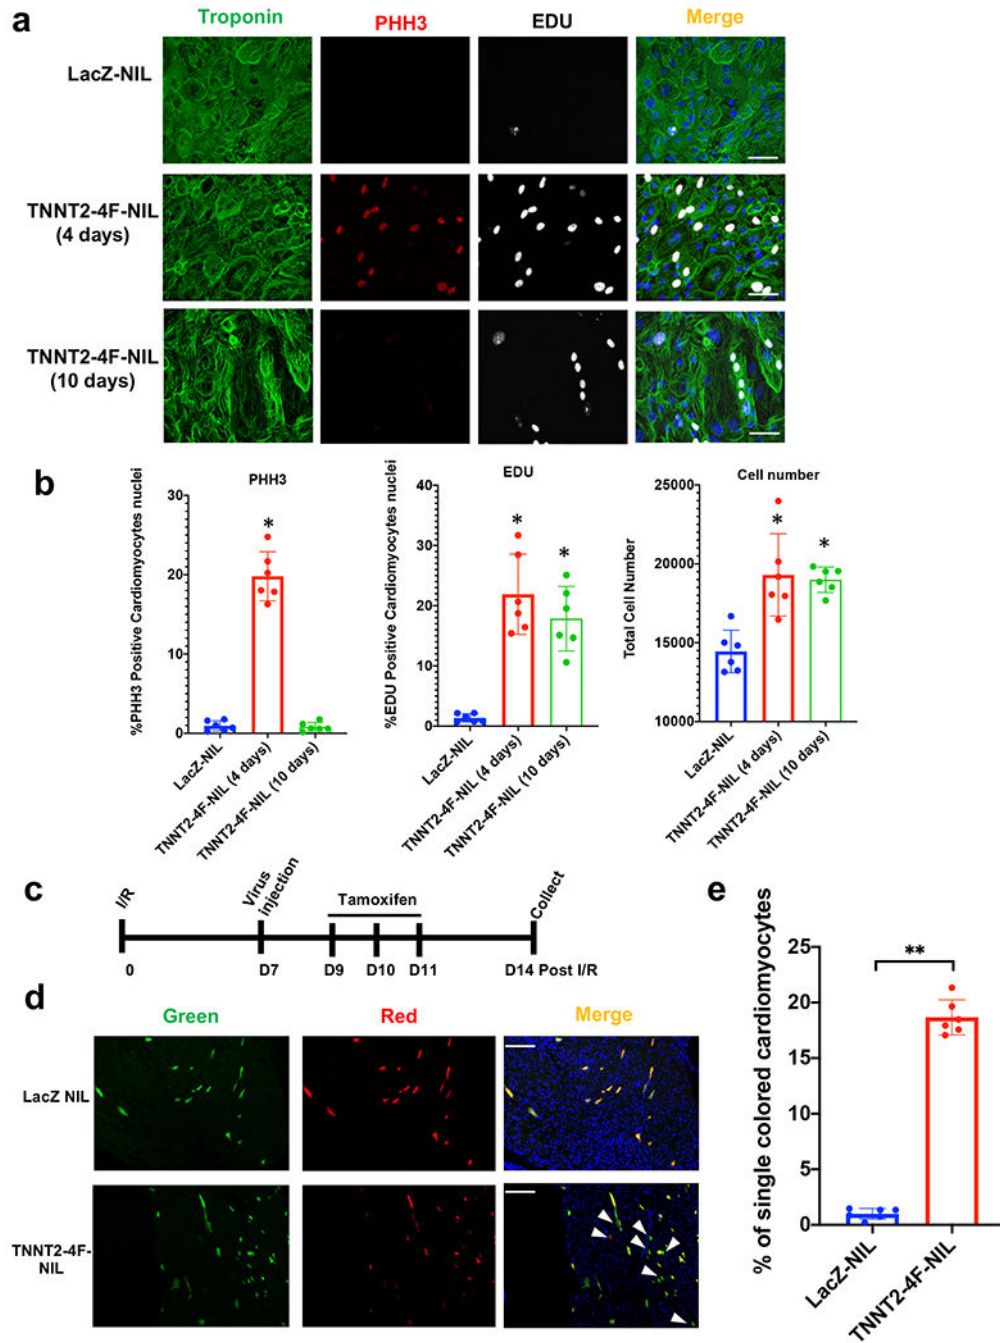 a
Troponin PHH3 EDU Merge
LacZ-NIL
TNNT2-4F-NIL
(4 days)
TNNT2-4F-NIL
(10 days)
b
PHH3
%PHH3 Positive Cardiomyocytes nuclei
30
20
10
0
LacZ-NIL
TNNT2-4F-NIL (4 days)
TNNT2-4F-NIL (10 days)
*
EDU
%EDU Positive Cardiomyocytes nuclei
40
30
20
10
0
LacZ-NIL
TNNT2-4F-NIL (4 days)
TNNT2-4F-NIL (10 days)
*
*
Cell number
Total Cell Number
25000
20000
15000
10000
LacZ-NIL
TNNT2-4F-NIL (4 days)
TNNT2-4F-NIL (10 days)
*
*
c
I/R
Virus
injection
Tamoxifen
Collect
0 D7 D9 D10 D11 D14 Post I/R
d
Green Red Merge
LacZ NIL
TNNT2-4F-
NIL
e
% of single colored cardiomyocytes
25
20
15
10
5
0
**
LacZ-NIL
TNNT2-4F-NIL